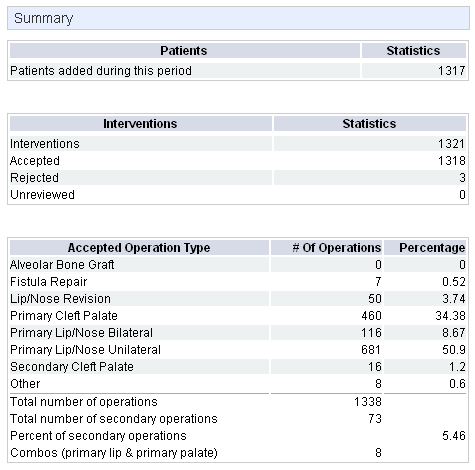 Summary
Patients Statistics
Patients added during this period 1317
Interventions Statistics
Interventions 1321
Accepted 1318
Rejected 3
Unreviewed 0
Accepted Operation Type # Of Operations Percentage
Alveolar Bone Graft 0 0
Fistula Repair 7 0.52
Lip/Nose Revision 50 3.74
Primary Cleft Palate 460 34.38
Primary Lip/Nose Bilateral 116 8.67
Primary Lip/Nose Unilateral 681 50.9
Secondary Cleft Palate 16 1.2
Other 8 0.6
Total number of operations 1338
Total number of secondary operations 73
Percent of secondary operations 5.46
Combos (primary lip & primary palate) 8